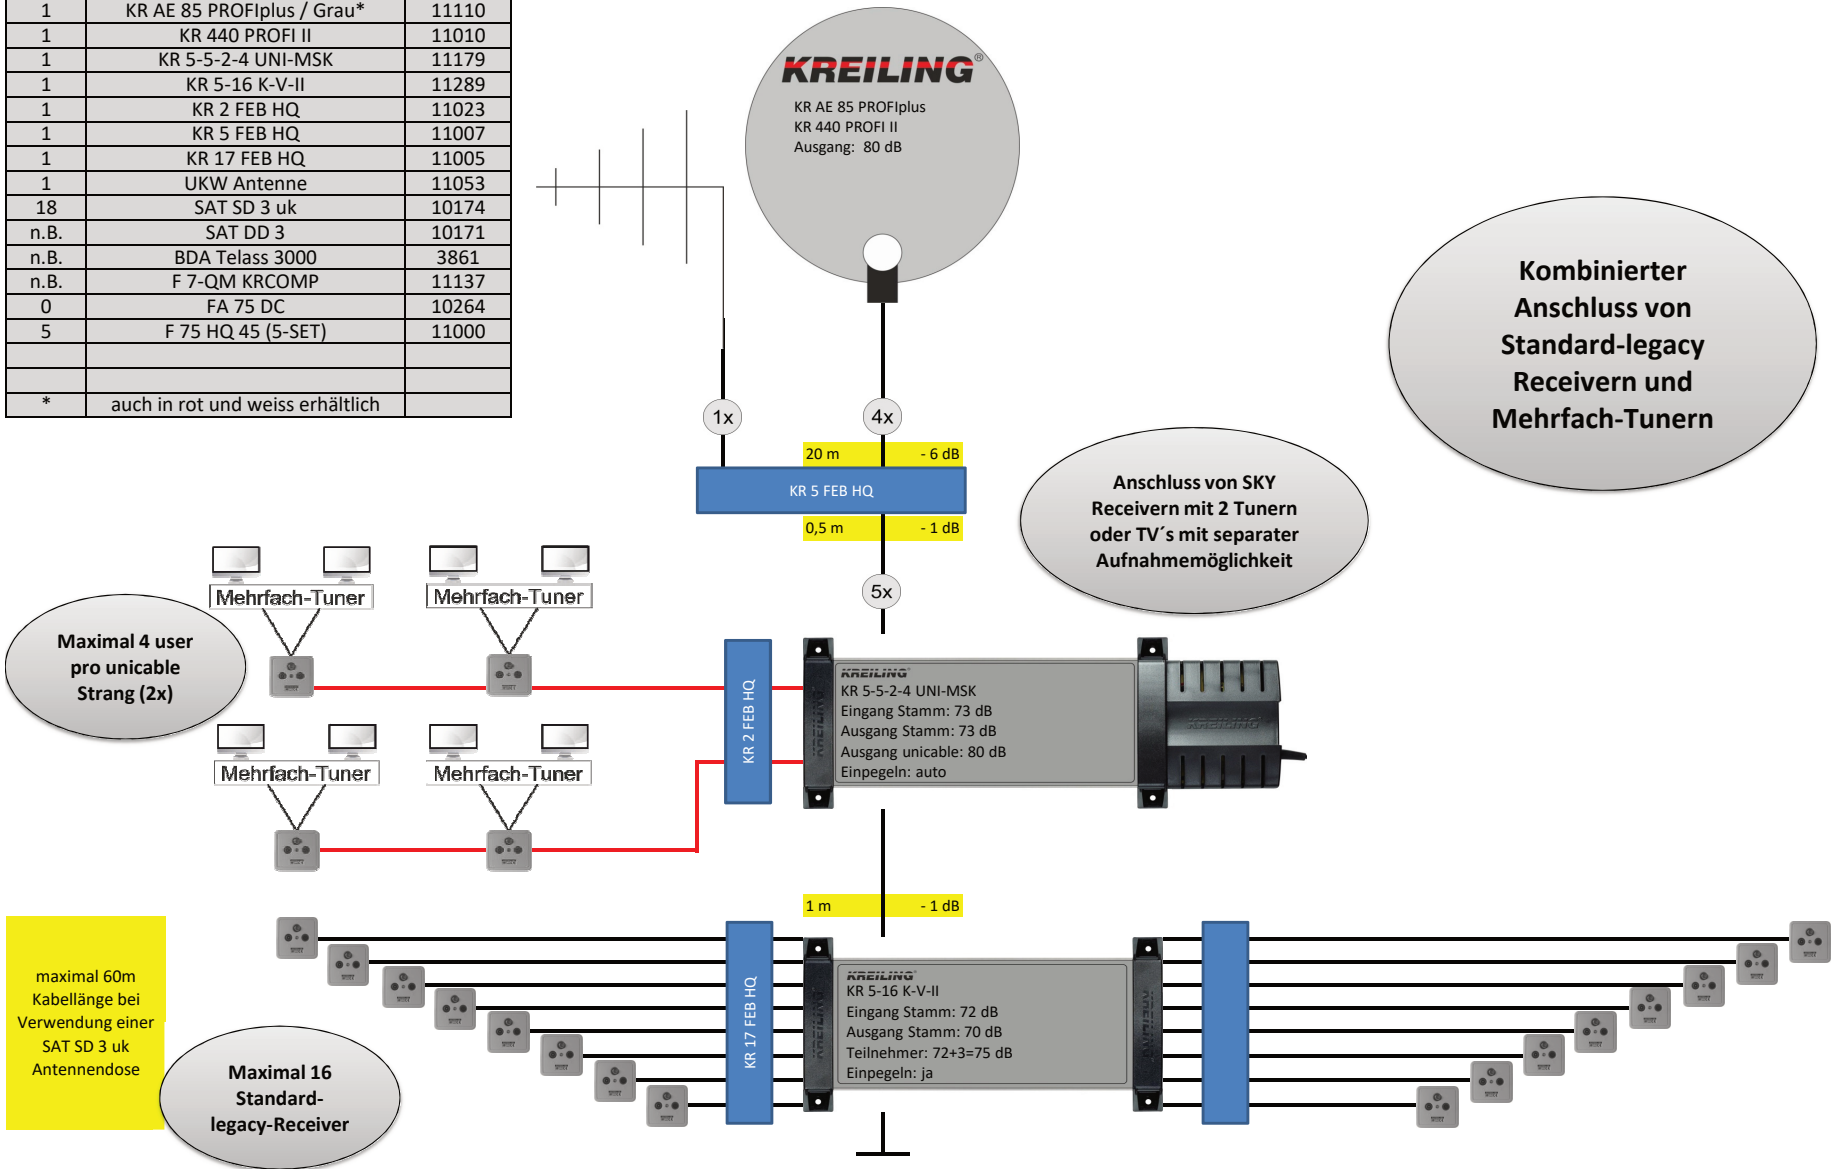 1 KR AE 85 PROFIplus / Grau* 11110
1 KR 440 PROFI II 11010
1 KR 5-5-2-4 UNI-MSK 11179
1 KR 5-16 K-V-II 11289
1 KR 2 FEB HQ 11023
1 KR 5 FEB HQ 11007
1 KR 17 FEB HQ 11005
1 UKW Antenne 11053
18 SAT SD 3 uk 10174
n.B. SAT DD 3 10171
n.B. BDA Telass 3000 3861
n.B. F 7-QM KRCOMP 11137
0 FA 75 DC 10264
5 F 75 HQ 45 (5-SET) 11000
* auch in rot und weiss erhältlich
KREILING®
KR AE 85 PROFIplus
KR 440 PROFI II
Ausgang: 80 dB
Kombinierter
Anschluss von
Standard-legacy
Receivern und
Mehrfach-Tunern
1x
4x
20 m - 6 dB
KR 5 FEB HQ
0,5 m - 1 dB
5x
Anschluss von SKY
Receivern mit 2 Tunern
oder TV´s mit separater
Aufnahmemöglichkeit
Mehrfach-Tuner
Mehrfach-Tuner
Maximal 4 user
pro unicable
Strang (2x)
Mehrfach-Tuner
Mehrfach-Tuner
KR 2 FEB HQ
KREILING
KREILING
KR 5-5-2-4 UNI-MSK
Eingang Stamm: 73 dB
Ausgang Stamm: 73 dB
Ausgang unicable: 80 dB
Einpegeln: auto
KREILING
1 m - 1 dB
maximal 60m
Kabellänge bei
Verwendung einer
SAT SD 3 uk
Antennendose
Maximal 16
Standard-
legacy-Receiver
KR 17 FEB HQ
KREILING
KREILING
KR 5-16 K-V-II
Eingang Stamm: 72 dB
Ausgang Stamm: 70 dB
Teilnehmer: 72+3=75 dB
Einpegeln: ja